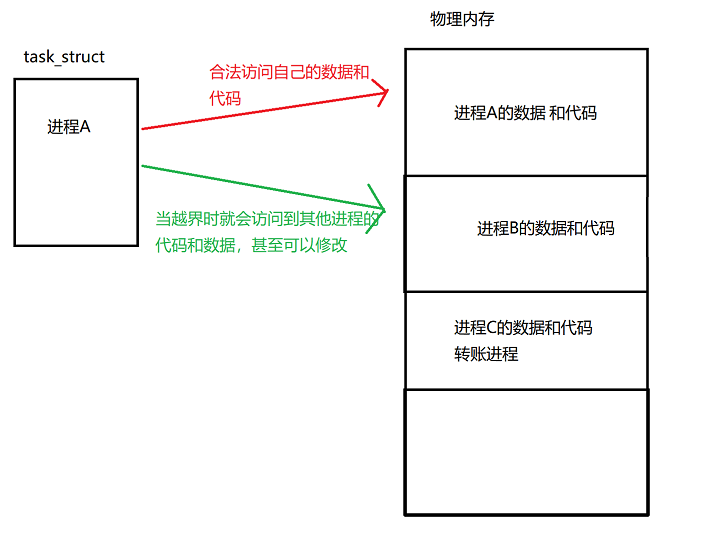 物理内存
task_struct
进程A
合法访问自己的数据和
代码
进程A的数据 和代码
当越界时就会访问到其他进程的
代码和数据，甚至可以修改
进程B的数据和代码
进程C的数据和代码
转账进程